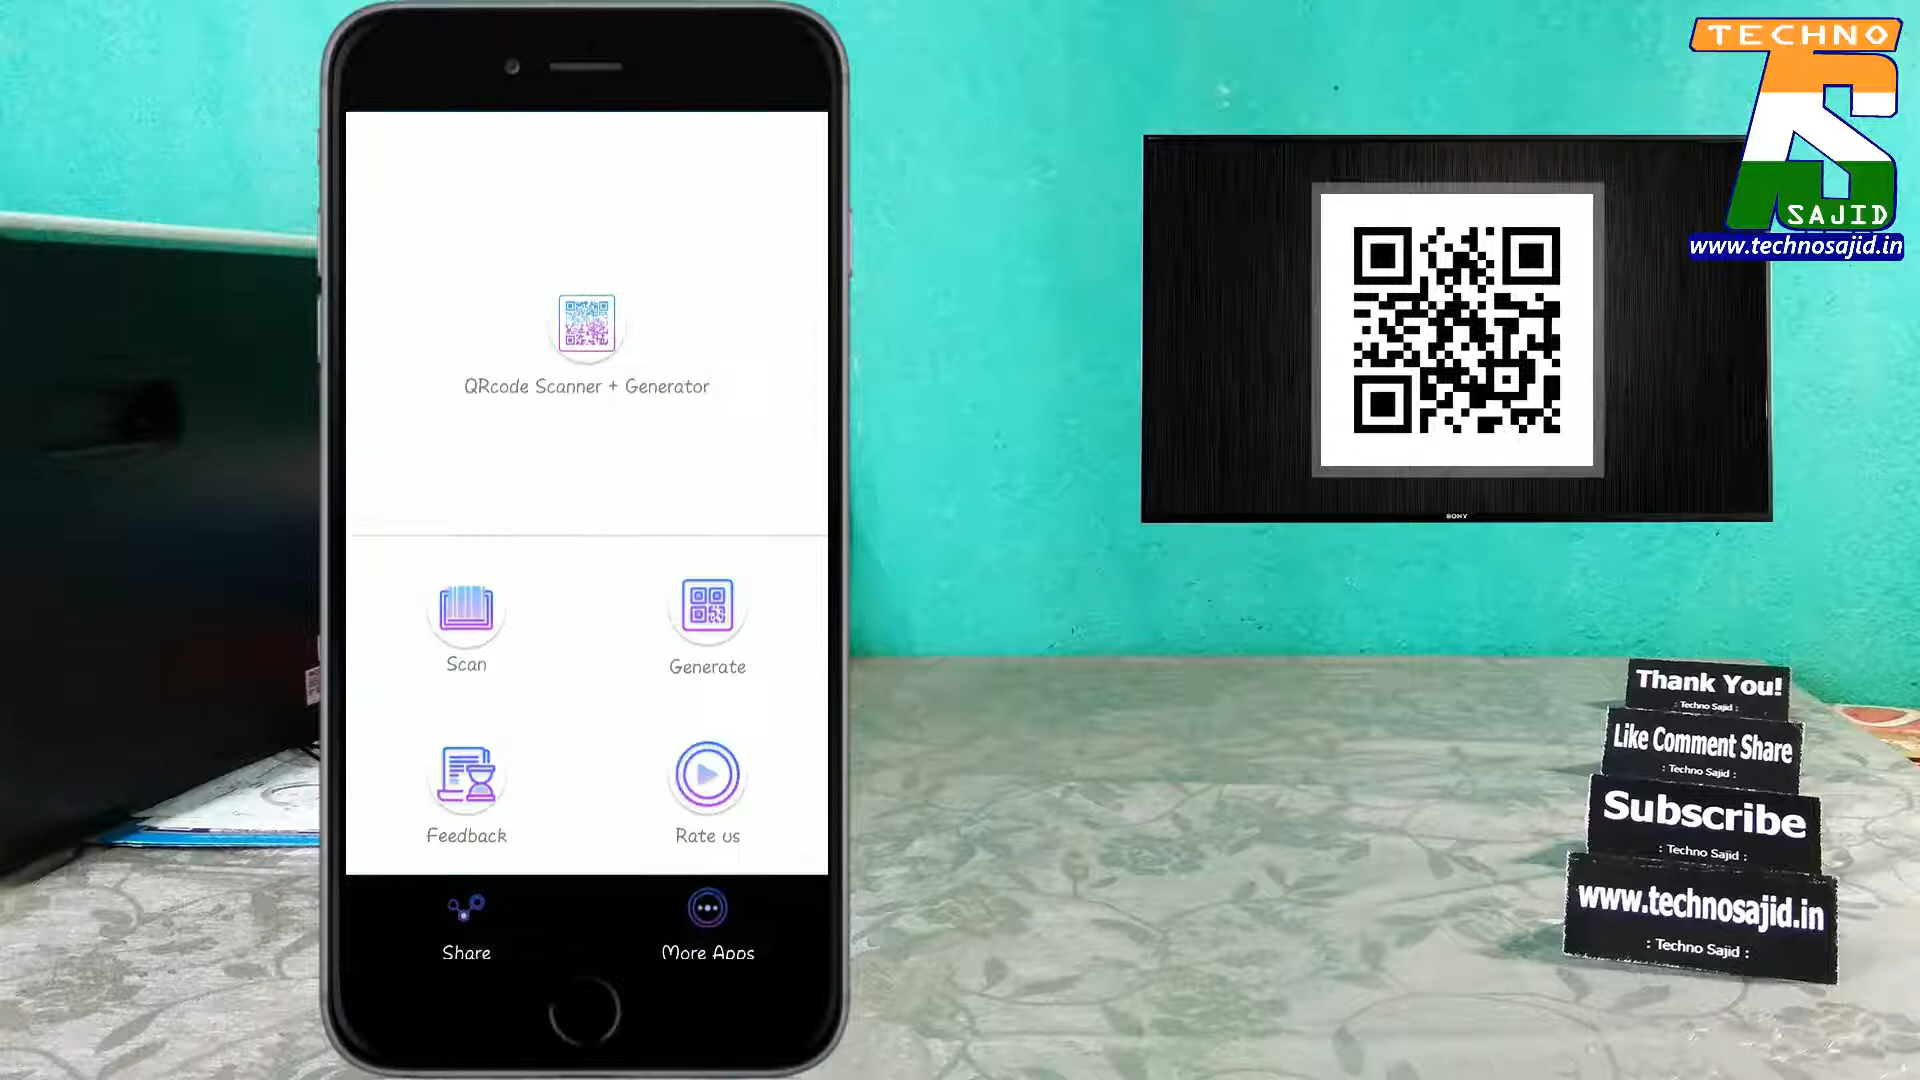 QRcode Scanner + Generator
Scan
Generate
Feedback
Rate us
Share
More Apps
SONY
TECHNO
TS
SAJID
www.technosajid.in
Thank You!
: Techno Sajid :
Like Comment Share
: Techno Sajid :
Subscribe
: Techno Sajid :
www.technosajid.in
: Techno Sajid :